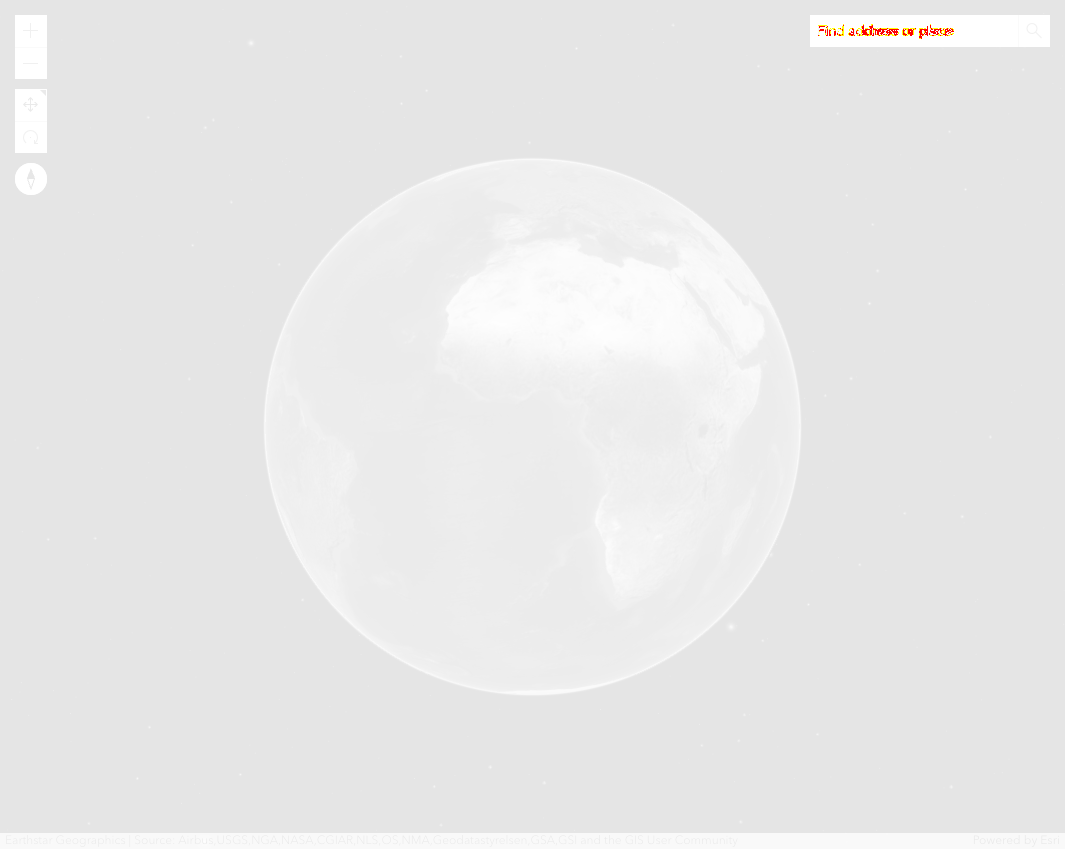 Find address or place
Earthstar Geographics | Source: Airbus,USGS,NGA,NASA,CGIAR,NLS,OS,NMA,Geodatastyrelsen,GSA,GSI and the GIS User Community
Powered by Esri